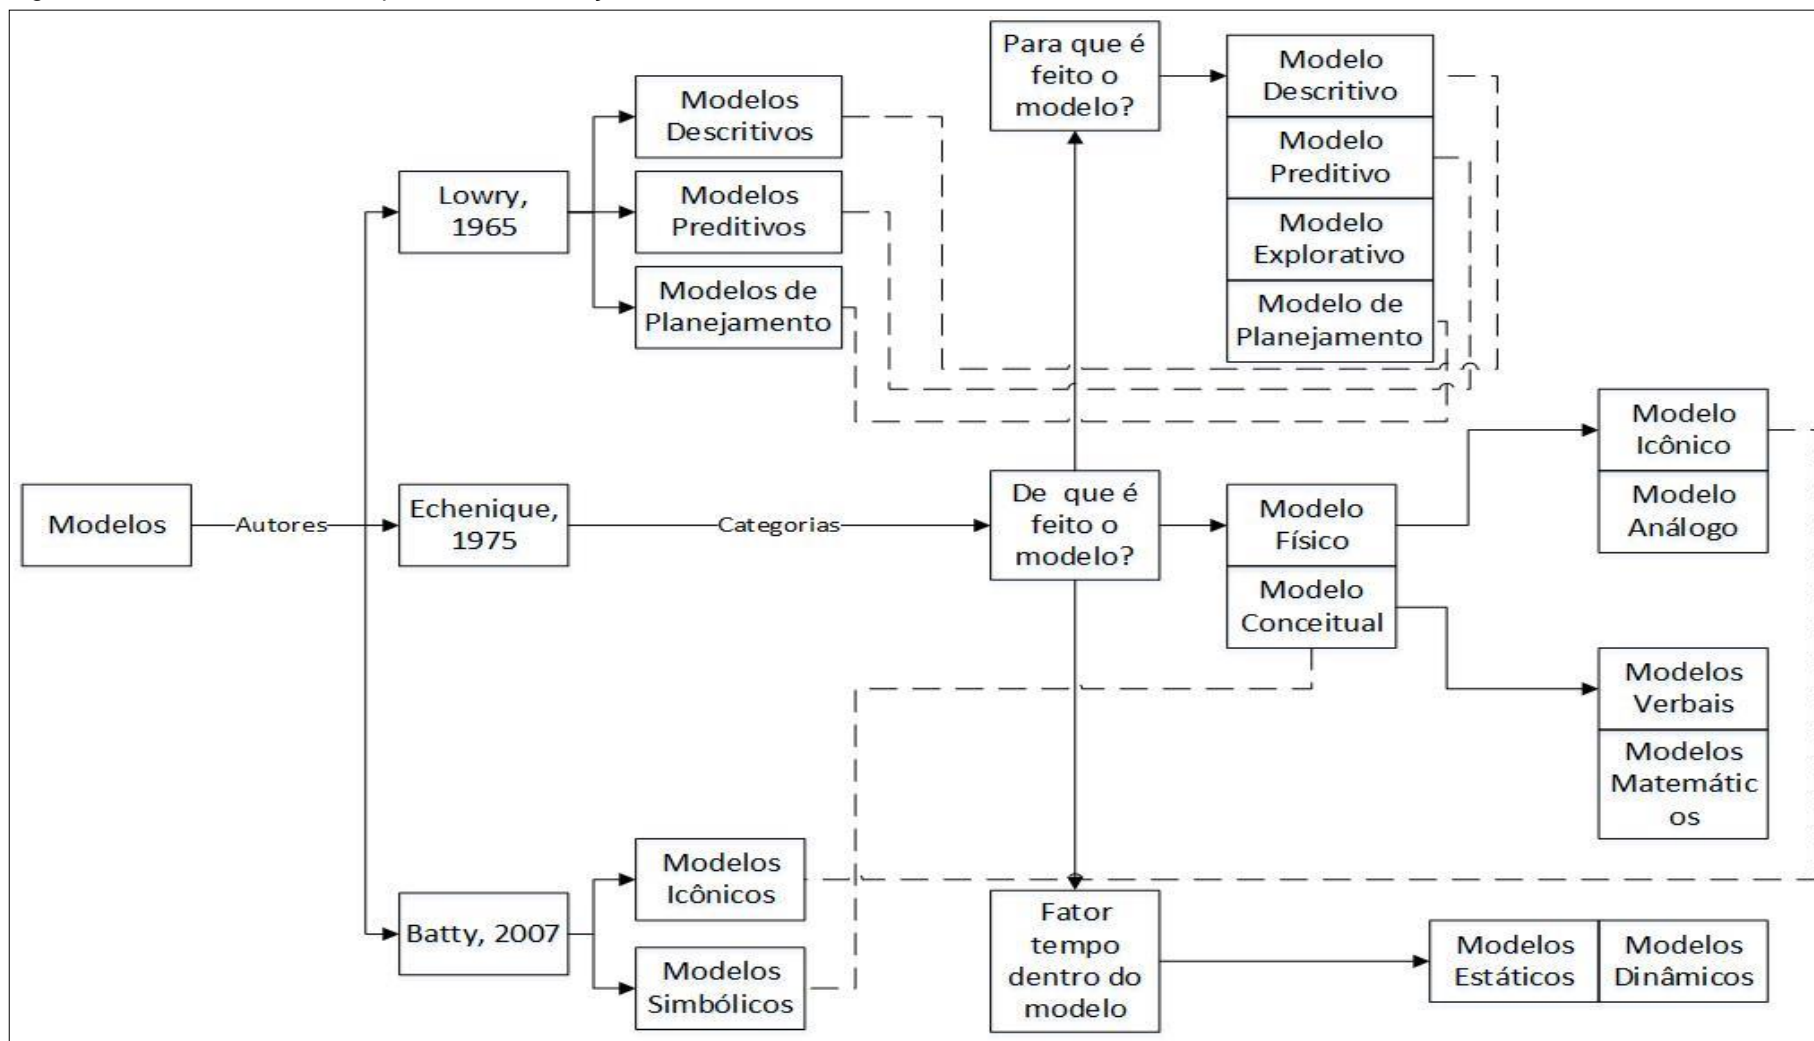 Para que é
feito o
modelo?
Modelo
Descritivo
Modelo
Preditivo
Modelo
Explorativo
Modelo de
Planejamento
Modelos
Descritivos
Lowry,
1965
Modelos
Preditivos
Modelos de
Planejamento
Modelos
Autores
Echenique,
1975
Categorias
De que é
feito o
modelo?
Modelo
Físico
Modelo
Conceitual
Modelo
Icônico
Modelo
Análogo
Modelos
Verbais
Modelos
Matemátic
os
Batty, 2007
Modelos
Icônicos
Modelos
Simbólicos
Fator
tempo
dentro do
modelo
Modelos
Estáticos
Modelos
Dinâmicos